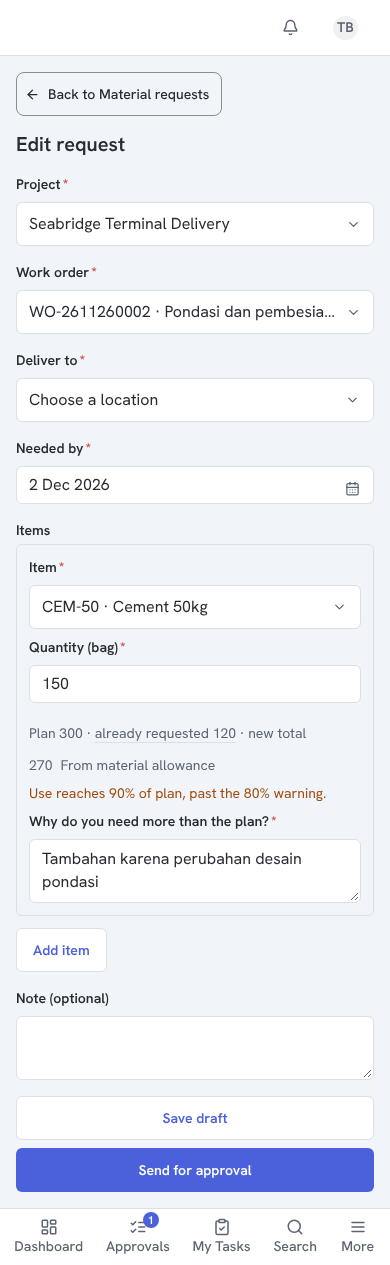 TB
Back to Material requests
Edit request
Project *
Seabridge Terminal Delivery
Work order *
WO-2611260002 · Pondasi dan pembesia...
Deliver to *
Choose a location
Needed by *
2 Dec 2026
Items
Item *
CEM-50 · Cement 50kg
Quantity (bag) *
150
Plan 300 · already requested 120 · new total
270 From material allowance
Use reaches 90% of plan, past the 80% warning.
Why do you need more than the plan? *
Tambahan karena perubahan desain
pondasi
Add item
Note (optional)
Save draft
Send for approval
1
Dashboard Approvals My Tasks Search More